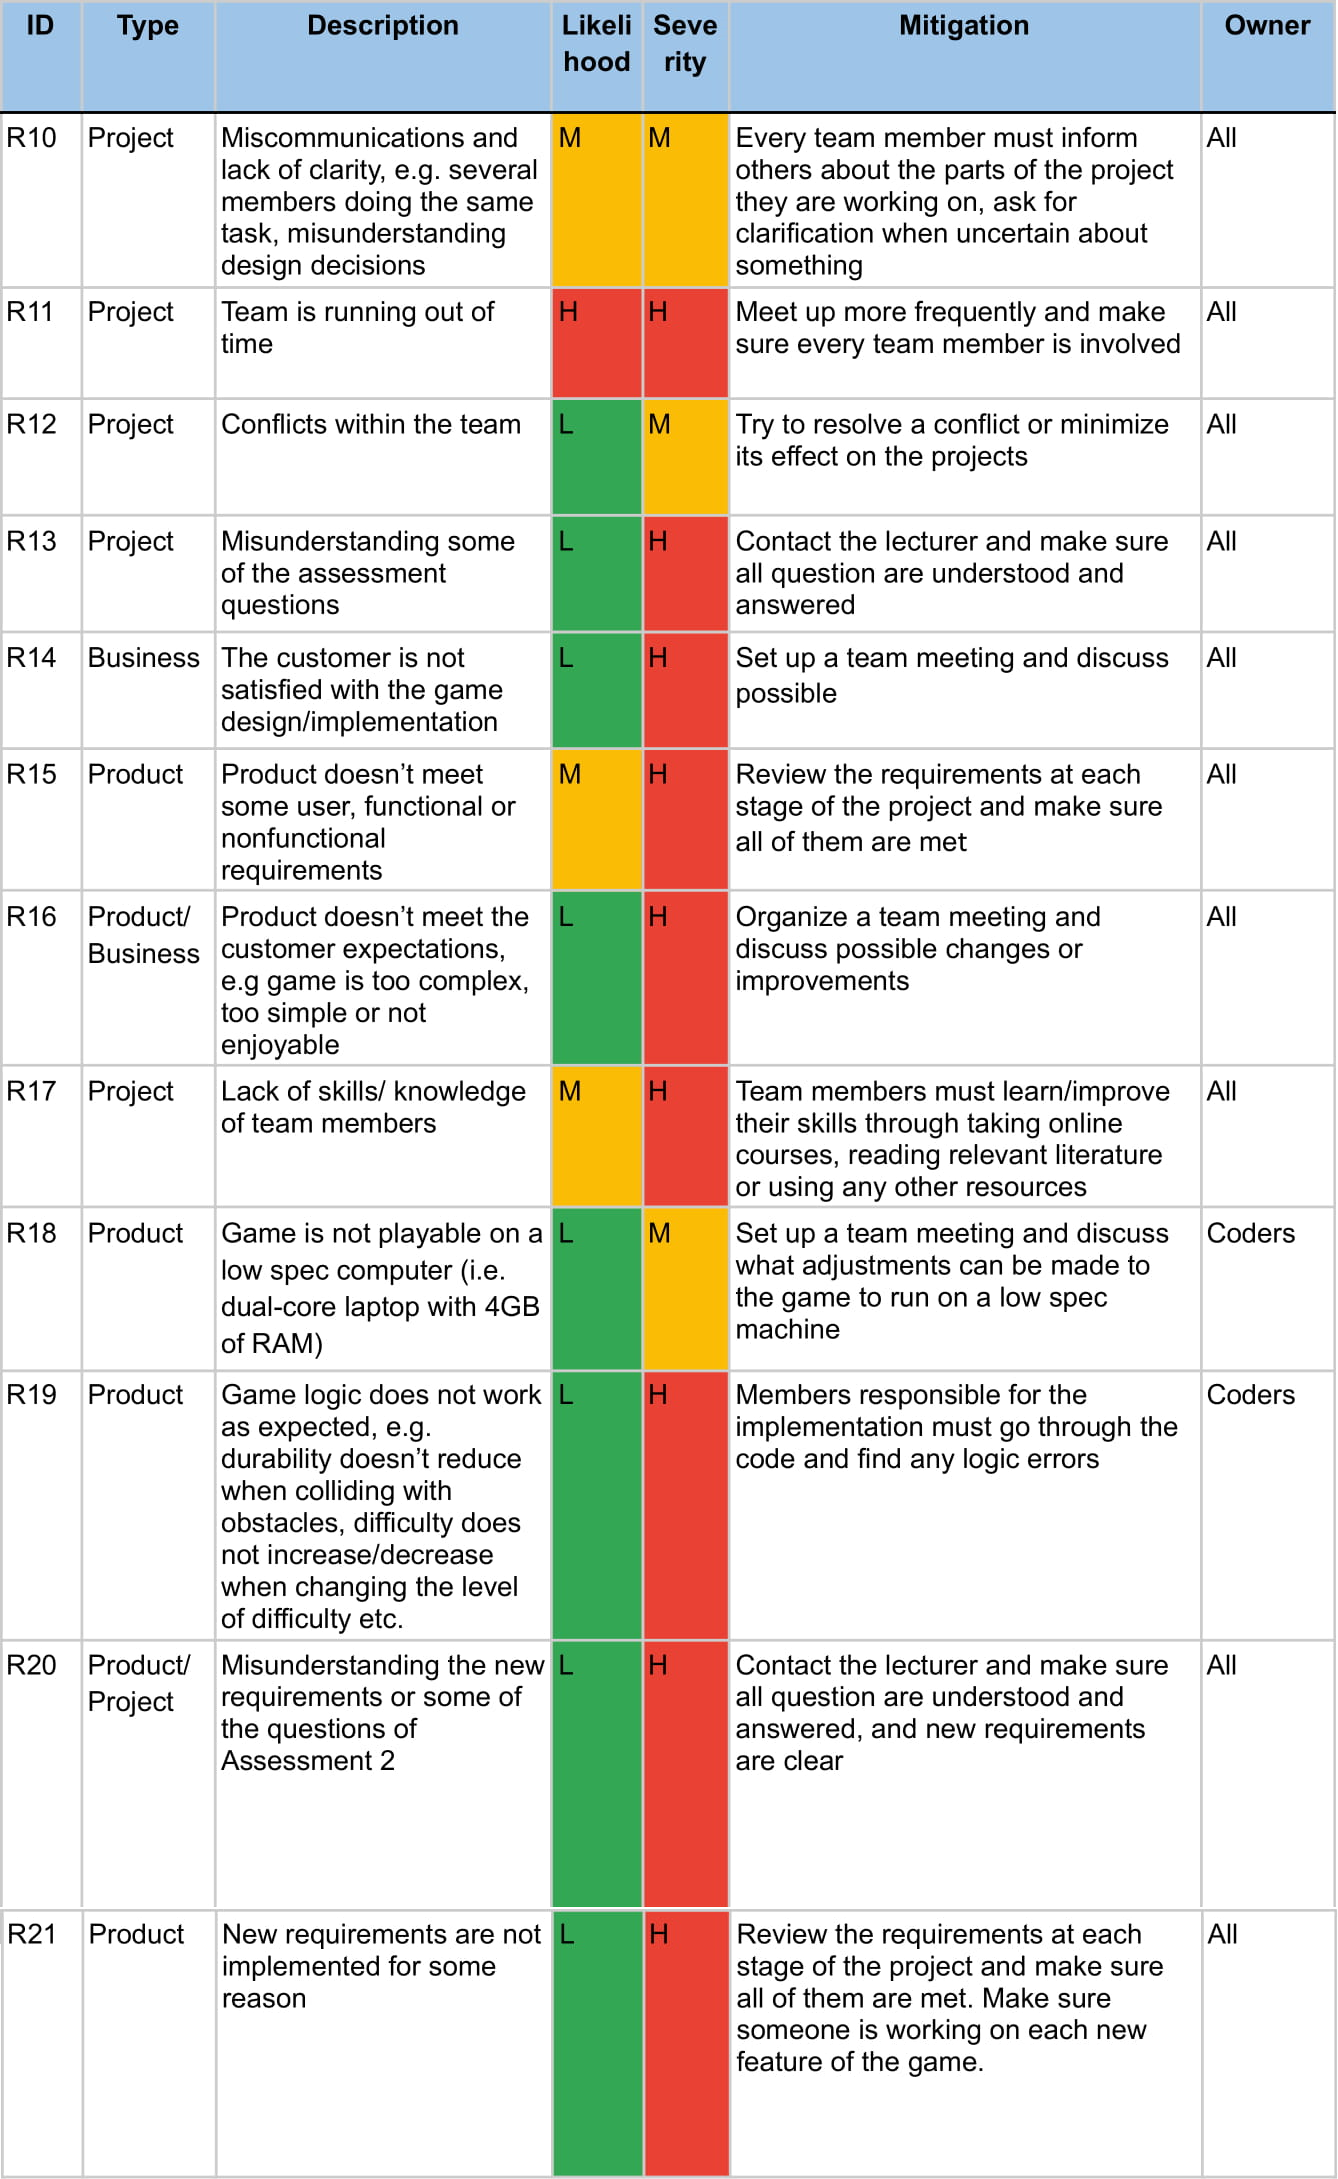 ID Type Description Likeli Seve Mitigation Owner
hood rity
R10 Project Miscommunications and M M Every team member must inform All
lack of clarity, e.g. several others about the parts of the project
members doing the same they are working on, ask for
task, misunderstanding clarification when uncertain about
design decisions something
R11 Project Team is running out of H H Meet up more frequently and make All
time sure every team member is involved
R12 Project Conflicts within the team L M Try to resolve a conflict or minimize All
its effect on the projects
R13 Project Misunderstanding some L H Contact the lecturer and make sure All
of the assessment all question are understood and
questions answered
R14 Business The customer is not L H Set up a team meeting and discuss All
satisfied with the game possible
design/implementation
R15 Product Product doesn’t meet M H Review the requirements at each All
some user, functional or stage of the project and make sure
nonfunctional all of them are met
requirements
R16 Product/ Product doesn’t meet the L H Organize a team meeting and All
Business customer expectations, discuss possible changes or
e.g game is too complex, improvements
too simple or not
enjoyable
R17 Project Lack of skills/ knowledge M H Team members must learn/improve All
of team members their skills through taking online
courses, reading relevant literature
or using any other resources
R18 Product Game is not playable on a L M Set up a team meeting and discuss Coders
low spec computer (i.e. what adjustments can be made to
dual-core laptop with 4GB the game to run on a low spec
of RAM) machine
R19 Product Game logic does not work L H Members responsible for the Coders
as expected, e.g. implementation must go through the
durability doesn’t reduce code and find any logic errors
when colliding with
obstacles, difficulty does
not increase/decrease
when changing the level
of difficulty etc.
R20 Product/ Misunderstanding the new L H Contact the lecturer and make sure All
Project requirements or some of all question are understood and
the questions of answered, and new requirements
Assessment 2 are clear
R21 Product New requirements are not L H Review the requirements at each All
implemented for some stage of the project and make sure
reason all of them are met. Make sure
someone is working on each new
feature of the game.